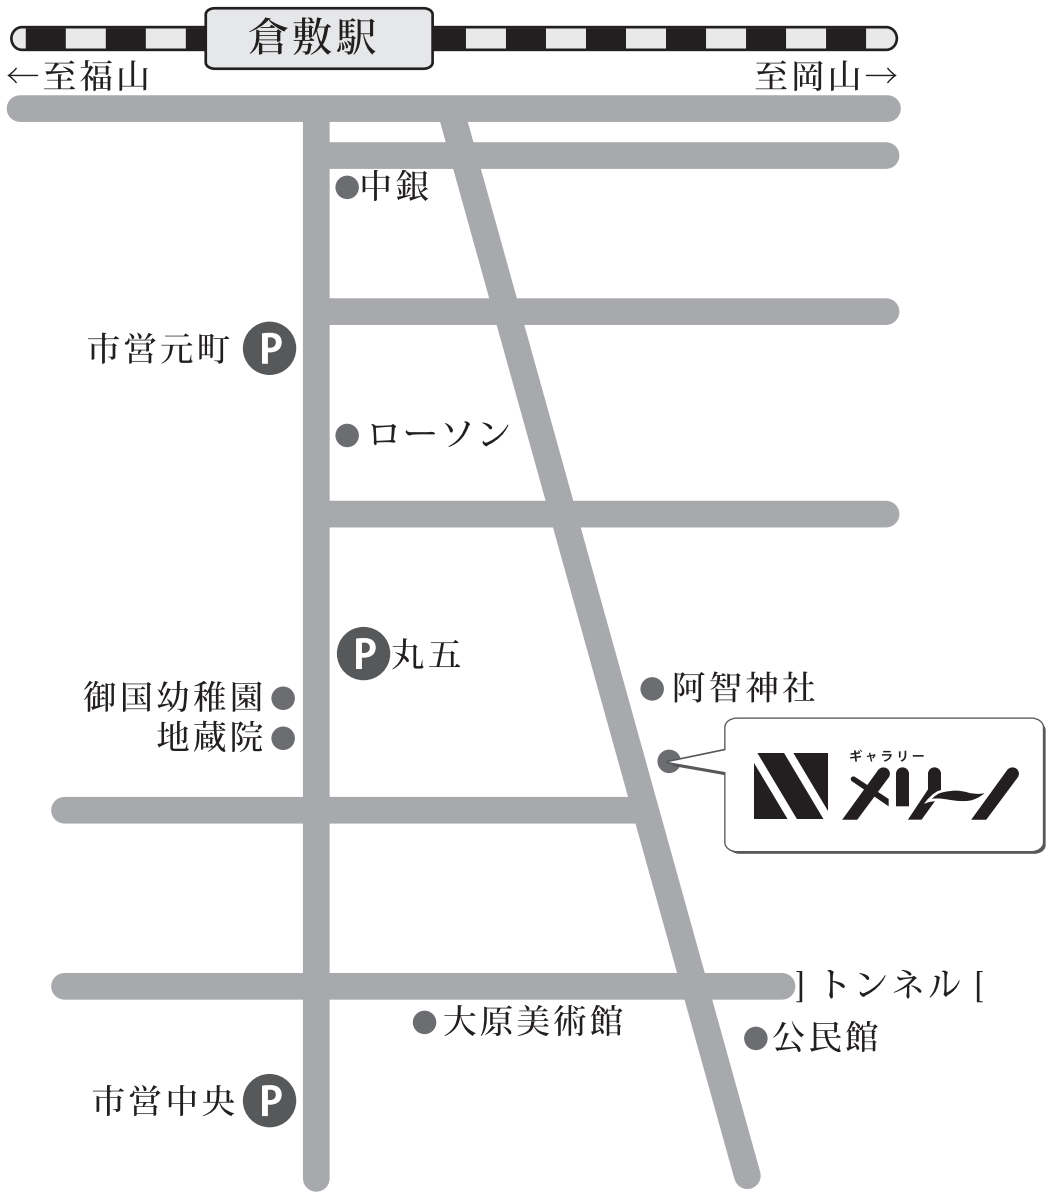 倉敷駅
←至福山
至岡山→
中銀
市営元町 P
ローソン
P 丸五
御国幼稚園
地蔵院
阿智神社
ギャラリー
メリーノ
] トンネル [
大原美術館
公民館
市営中央 P